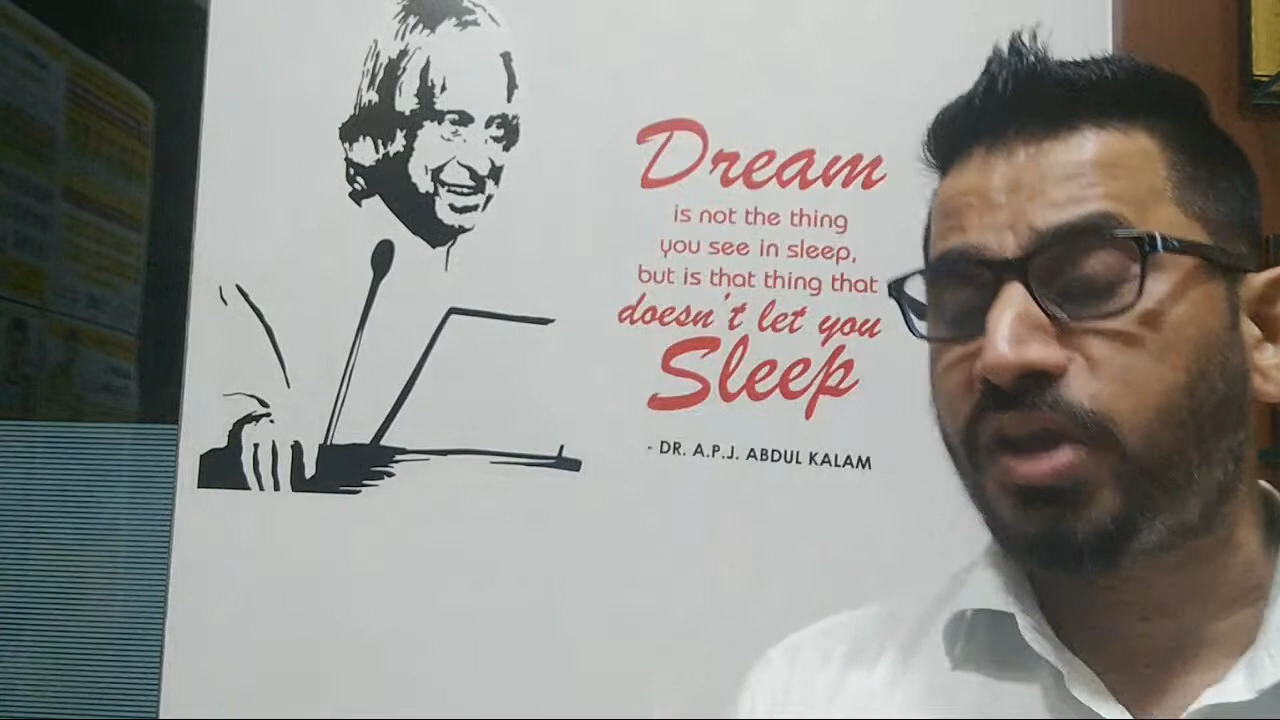 Dream
is not the thing
you see in sleep,
but is that thing that
doesn't let you
Sleep
- DR. A.P.J. ABDUL KALAM